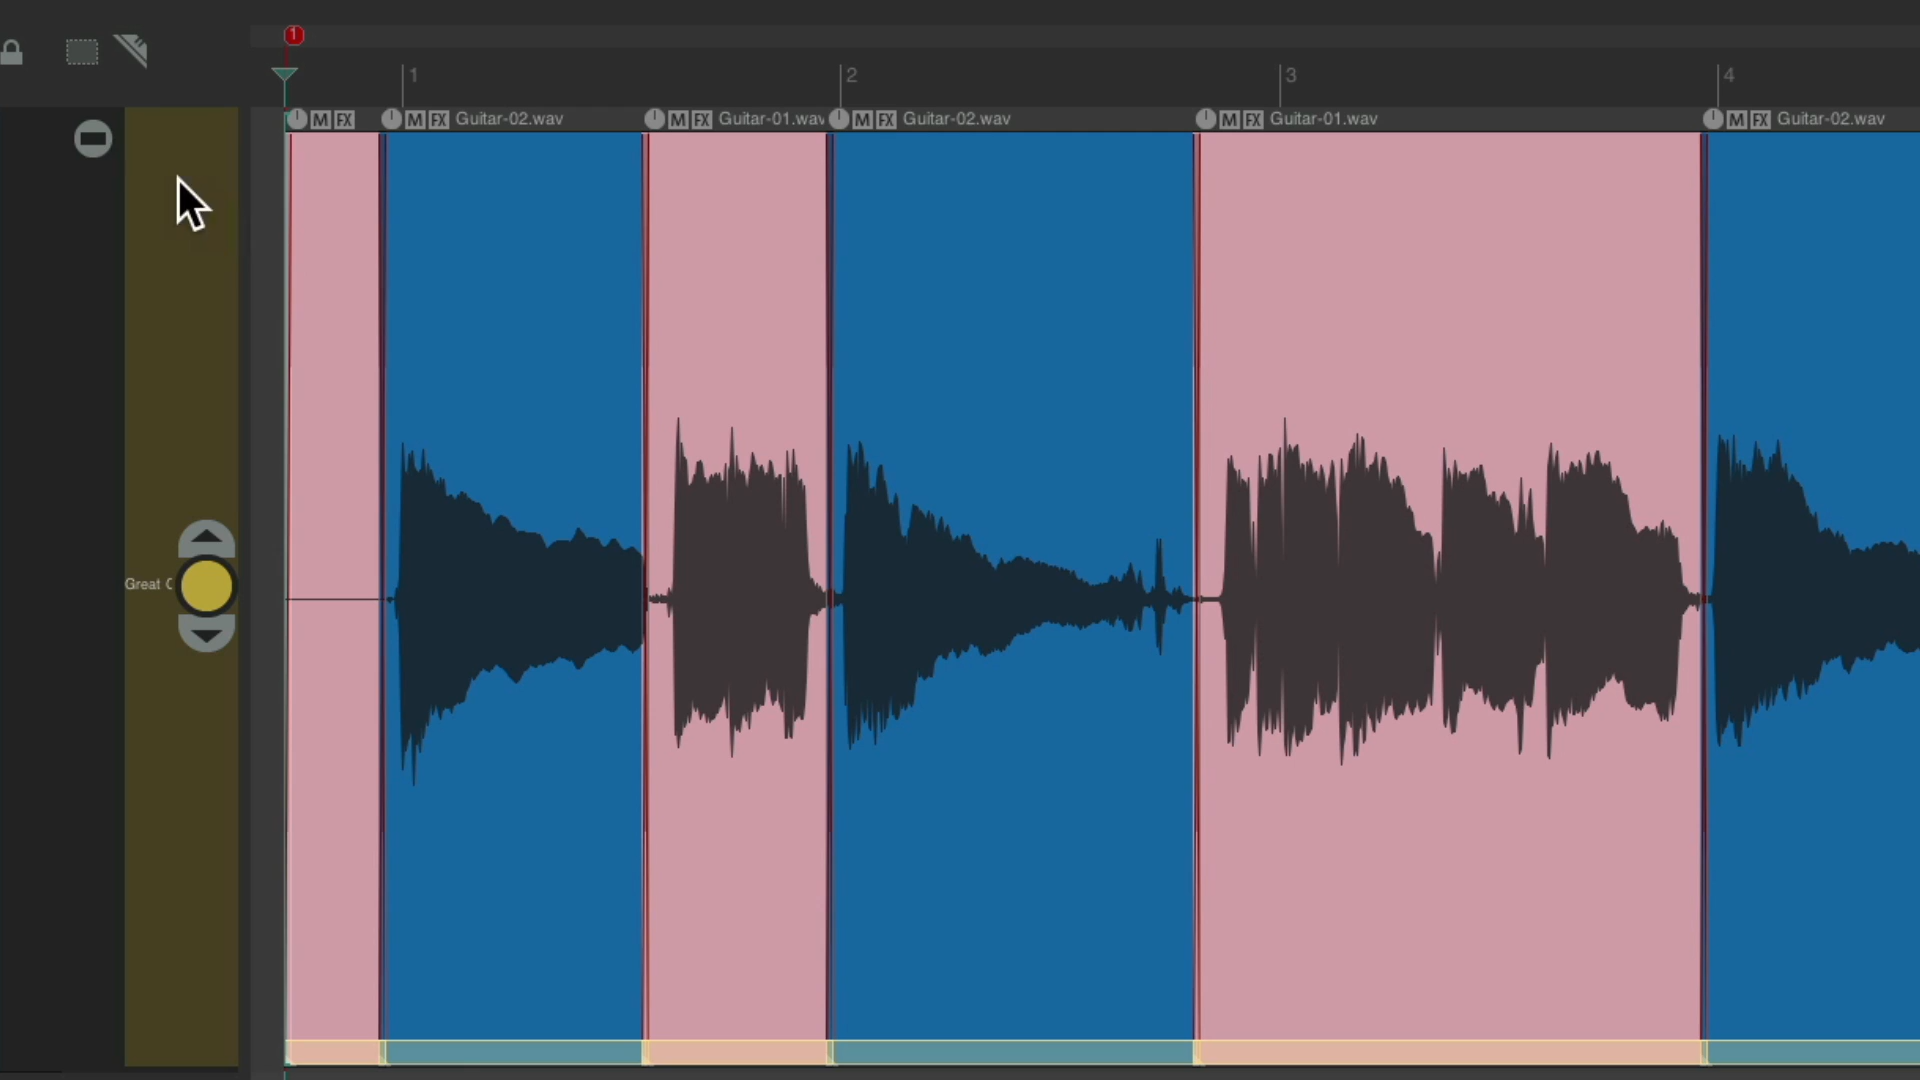 1
1 2 3 4
M FX M FX Guitar-02.wav M FX Guitar-01.wav M FX Guitar-02.wav M FX Guitar-01.wav M FX Guitar-02.wav
Great